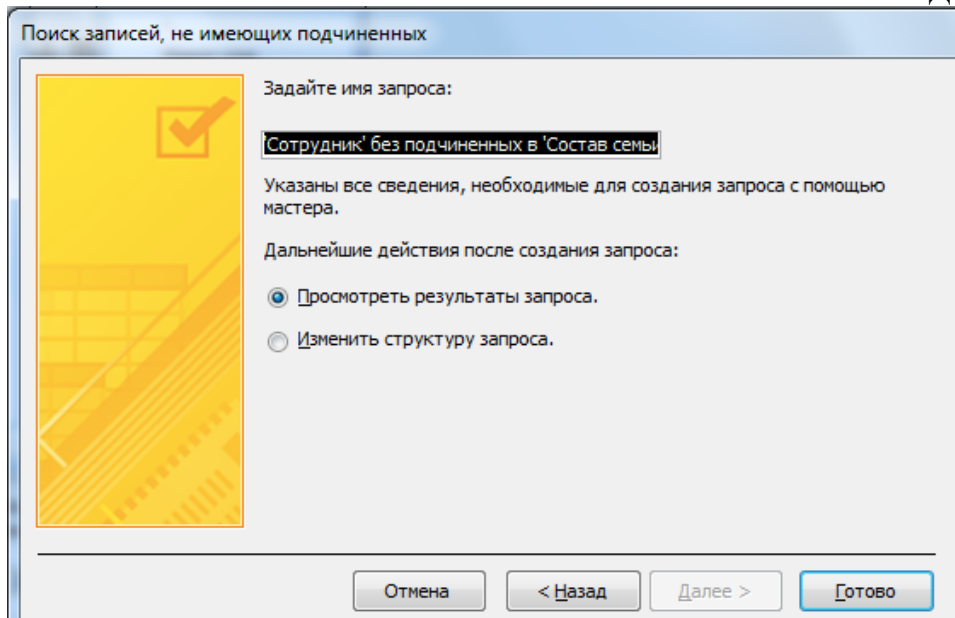 Поиск записей, не имеющих подчиненных
Задайте имя запроса:
'Сотрудник' без подчиненных в 'Состав семьи
Указаны все сведения, необходимые для создания запроса с помощью
мастера.
Дальнейшие действия после создания запроса:
Просмотреть результаты запроса.
Изменить структуру запроса.
Отмена
< Назад
Далее >
Готово